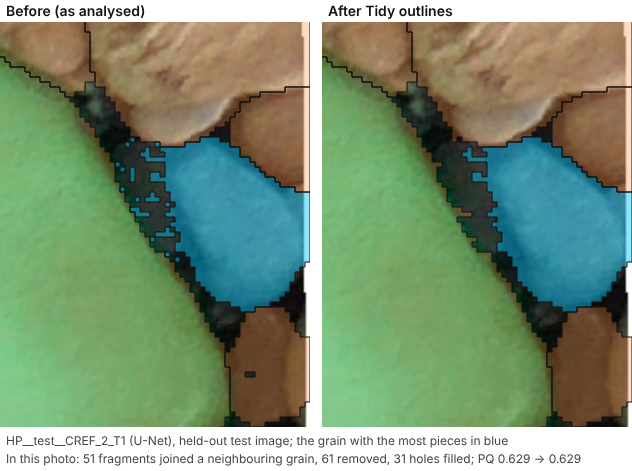 Before (as analysed)
After Tidy outlines
HP__test__CREF_2_T1 (U-Net), held-out test image; the grain with the most pieces in blue
In this photo: 51 fragments joined a neighbouring grain, 61 removed, 31 holes filled; PQ 0.629 → 0.629